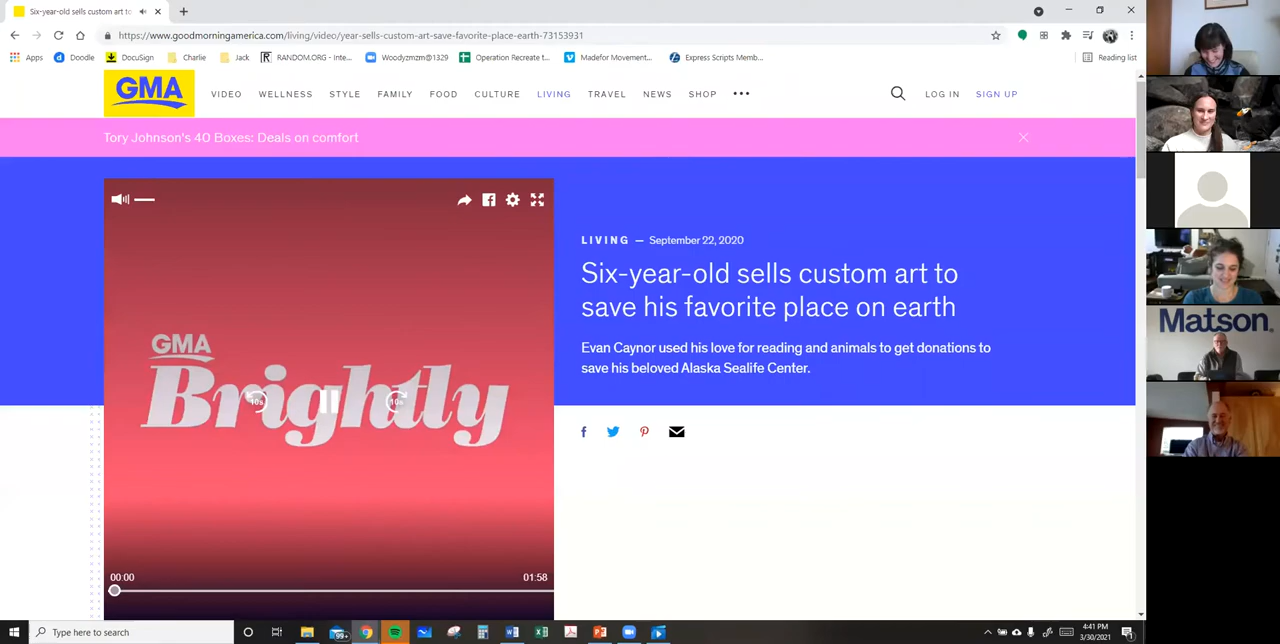 Six-year-old sells custom art to
https://www.goodmorningamerica.com/living/video/year-sells-custom-art-save-favorite-place-earth-73153931
Apps Doodle DocuSign Charlie Jack RANDOM.ORG - Inte... Woodyzmzm@1329 Operation Recreate t... Madefor Movement... Express Scripts Memb... Reading list
GMA VIDEO WELLNESS STYLE FAMILY FOOD CULTURE LIVING TRAVEL NEWS SHOP ••• LOG IN SIGN UP
Tory Johnson's 40 Boxes: Deals on comfort
LIVING — September 22, 2020
Six-year-old sells custom art to
save his favorite place on earth
Evan Caynor used his love for reading and animals to get donations to
save his beloved Alaska Sealife Center.
GMA
Brightly
10s 10s
00:00 01:58
Matson.
Type here to search
99+
4:41 PM
3/30/2021